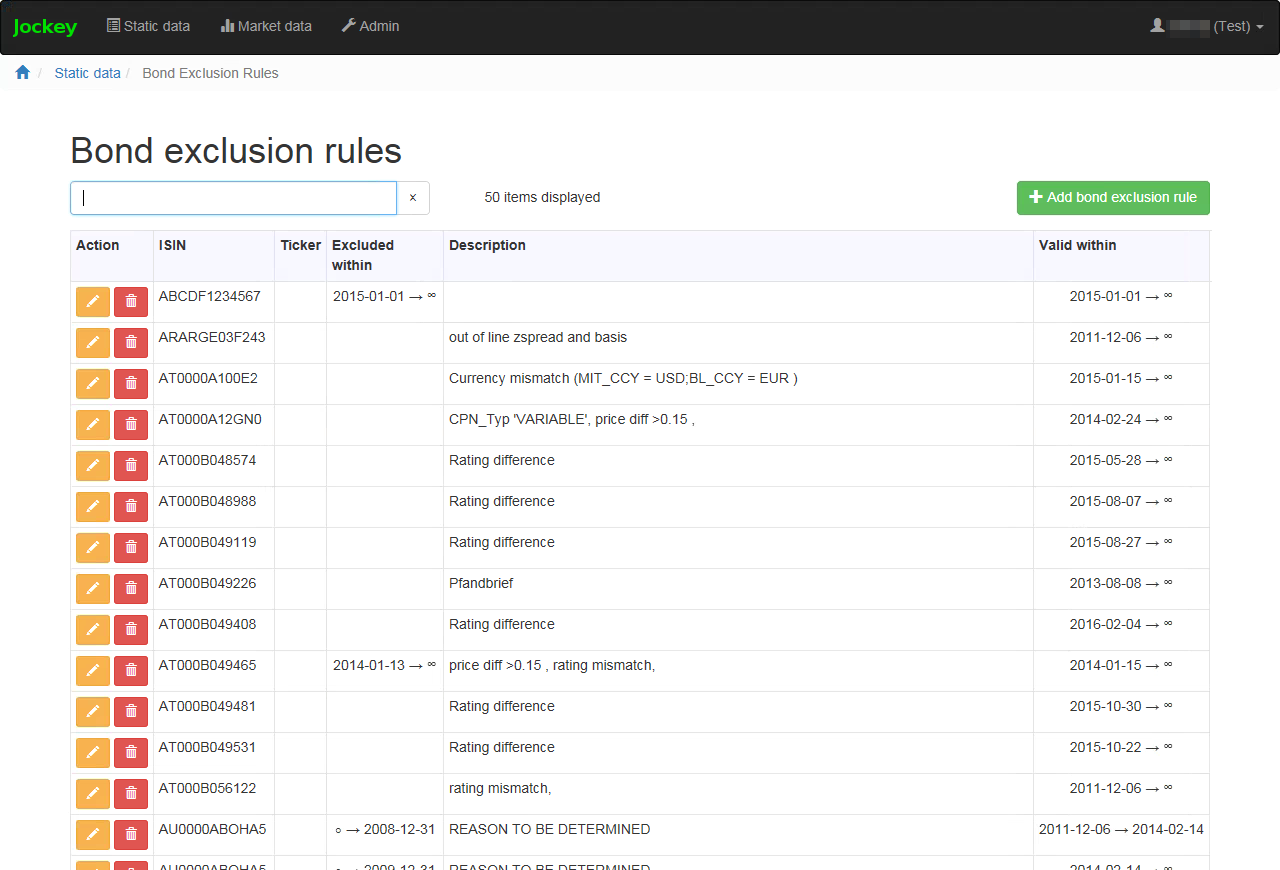 Jockey Static data Market data Admin (Test)
/ Static data / Bond Exclusion Rules
Bond exclusion rules
× 50 items displayed Add bond exclusion rule
Action ISIN Ticker Excluded within Description Valid within
ABCDF1234567 2015-01-01 → ∞ 2015-01-01 → ∞
ARARGE03F243 out of line zspread and basis 2011-12-06 → ∞
AT0000A100E2 Currency mismatch (MIT_CCY = USD;BL_CCY = EUR ) 2015-01-15 → ∞
AT0000A12GN0 CPN_Typ 'VARIABLE', price diff >0.15 , 2014-02-24 → ∞
AT000B048574 Rating difference 2015-05-28 → ∞
AT000B048988 Rating difference 2015-08-07 → ∞
AT000B049119 Rating difference 2015-08-27 → ∞
AT000B049226 Pfandbrief 2013-08-08 → ∞
AT000B049408 Rating difference 2016-02-04 → ∞
AT000B049465 2014-01-13 → ∞ price diff >0.15 , rating mismatch, 2014-01-15 → ∞
AT000B049481 Rating difference 2015-10-30 → ∞
AT000B049531 Rating difference 2015-10-22 → ∞
AT000B056122 rating mismatch, 2011-12-06 → ∞
AU0000ABOHA5 ∘ → 2008-12-31 REASON TO BE DETERMINED 2011-12-06 → 2014-02-14
AU0000ABOHA5 ∘ → 2009-12-31 REASON TO BE DETERMINED 2014-02-14 → ∞